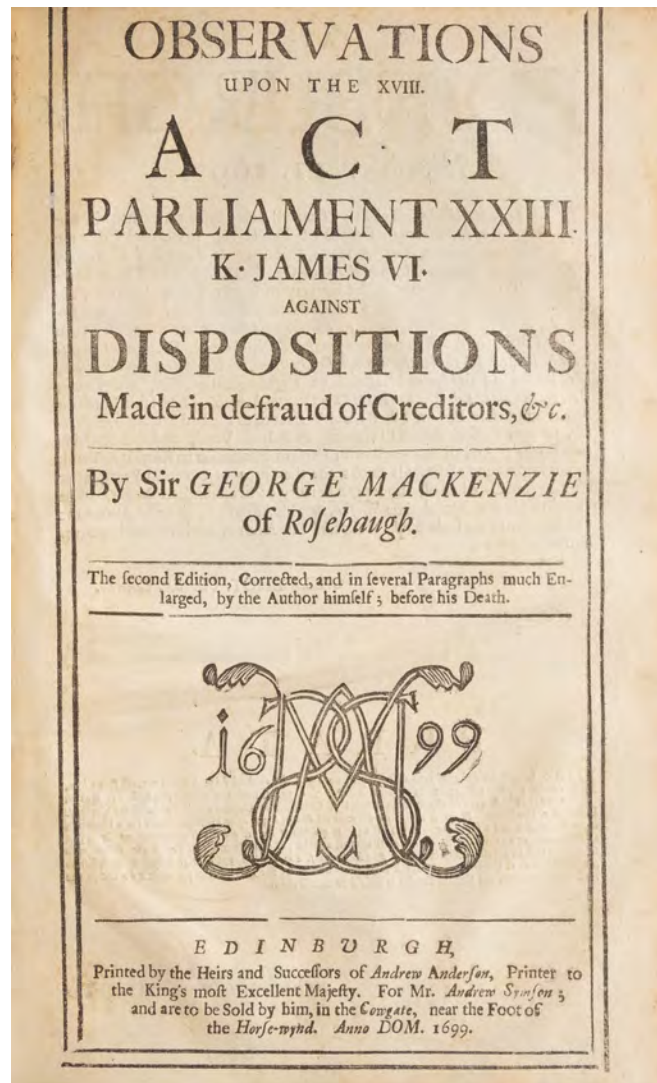 OBSERVATIONS
UPON THE XVIII.
ACT
PARLIAMENT XXIII.
K· JAMES VI·
AGAINST
DISPOSITIONS
Made in defraud of Creditors, &c.
By Sir GEORGE MACKENZIE
of Roſehaugh.
The ſecond Edition, Corrected, and in ſeveral Paragraphs much En-
larged, by the Author himſelf; before his Death.
1699
EDINBURGH,
Printed by the Heirs and Succeſſors of Andrew Anderſon, Printer to
the King's moſt Excellent Majeſty. For Mr. Andrew Symſon;
and are to be Sold by him, in the Cowgate, near the Foot of
the Horſe-wynd. Anno DOM. 1699.